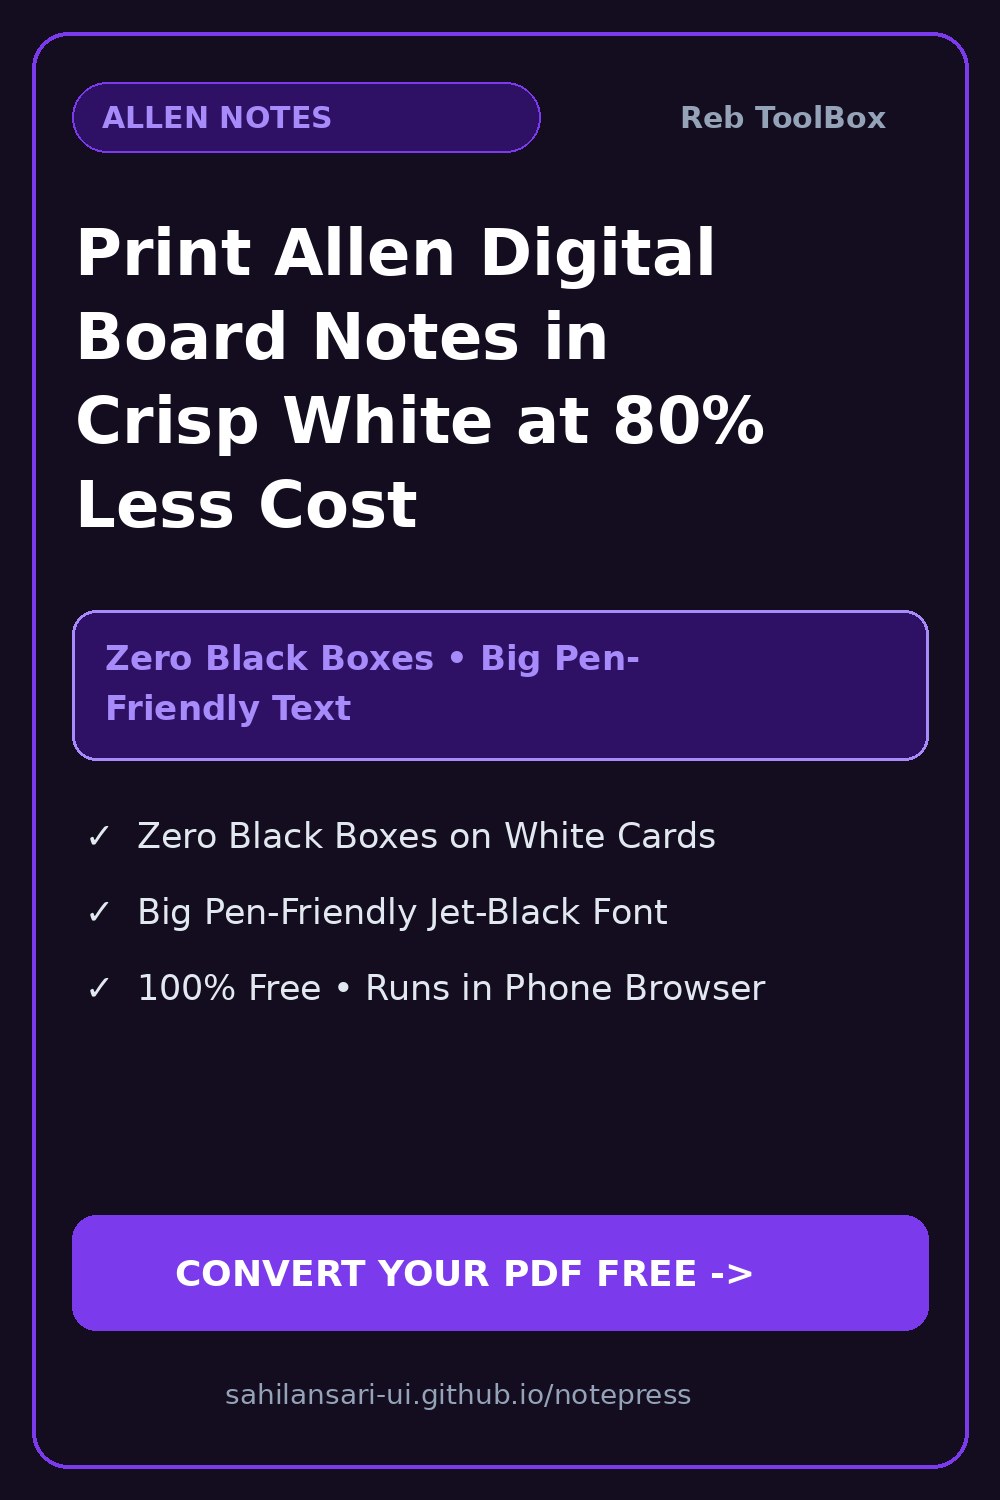 ALLEN NOTES
Reb ToolBox
Print Allen Digital
Board Notes in
Crisp White at 80%
Less Cost
Zero Black Boxes • Big Pen-
Friendly Text
✓ Zero Black Boxes on White Cards
✓ Big Pen-Friendly Jet-Black Font
✓ 100% Free • Runs in Phone Browser
CONVERT YOUR PDF FREE ->
sahilansari-ui.github.io/notepress